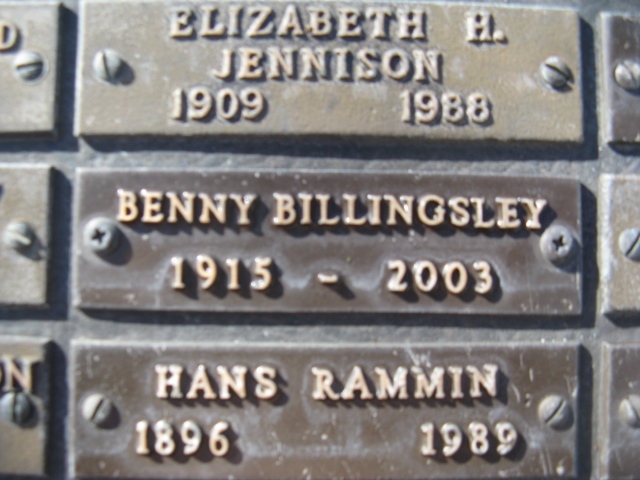 ELIZABETH H.
JENNISON
1909 1988
BENNY BILLINGSLEY
1915 - 2003
HANS RAMMIN
1896 1989